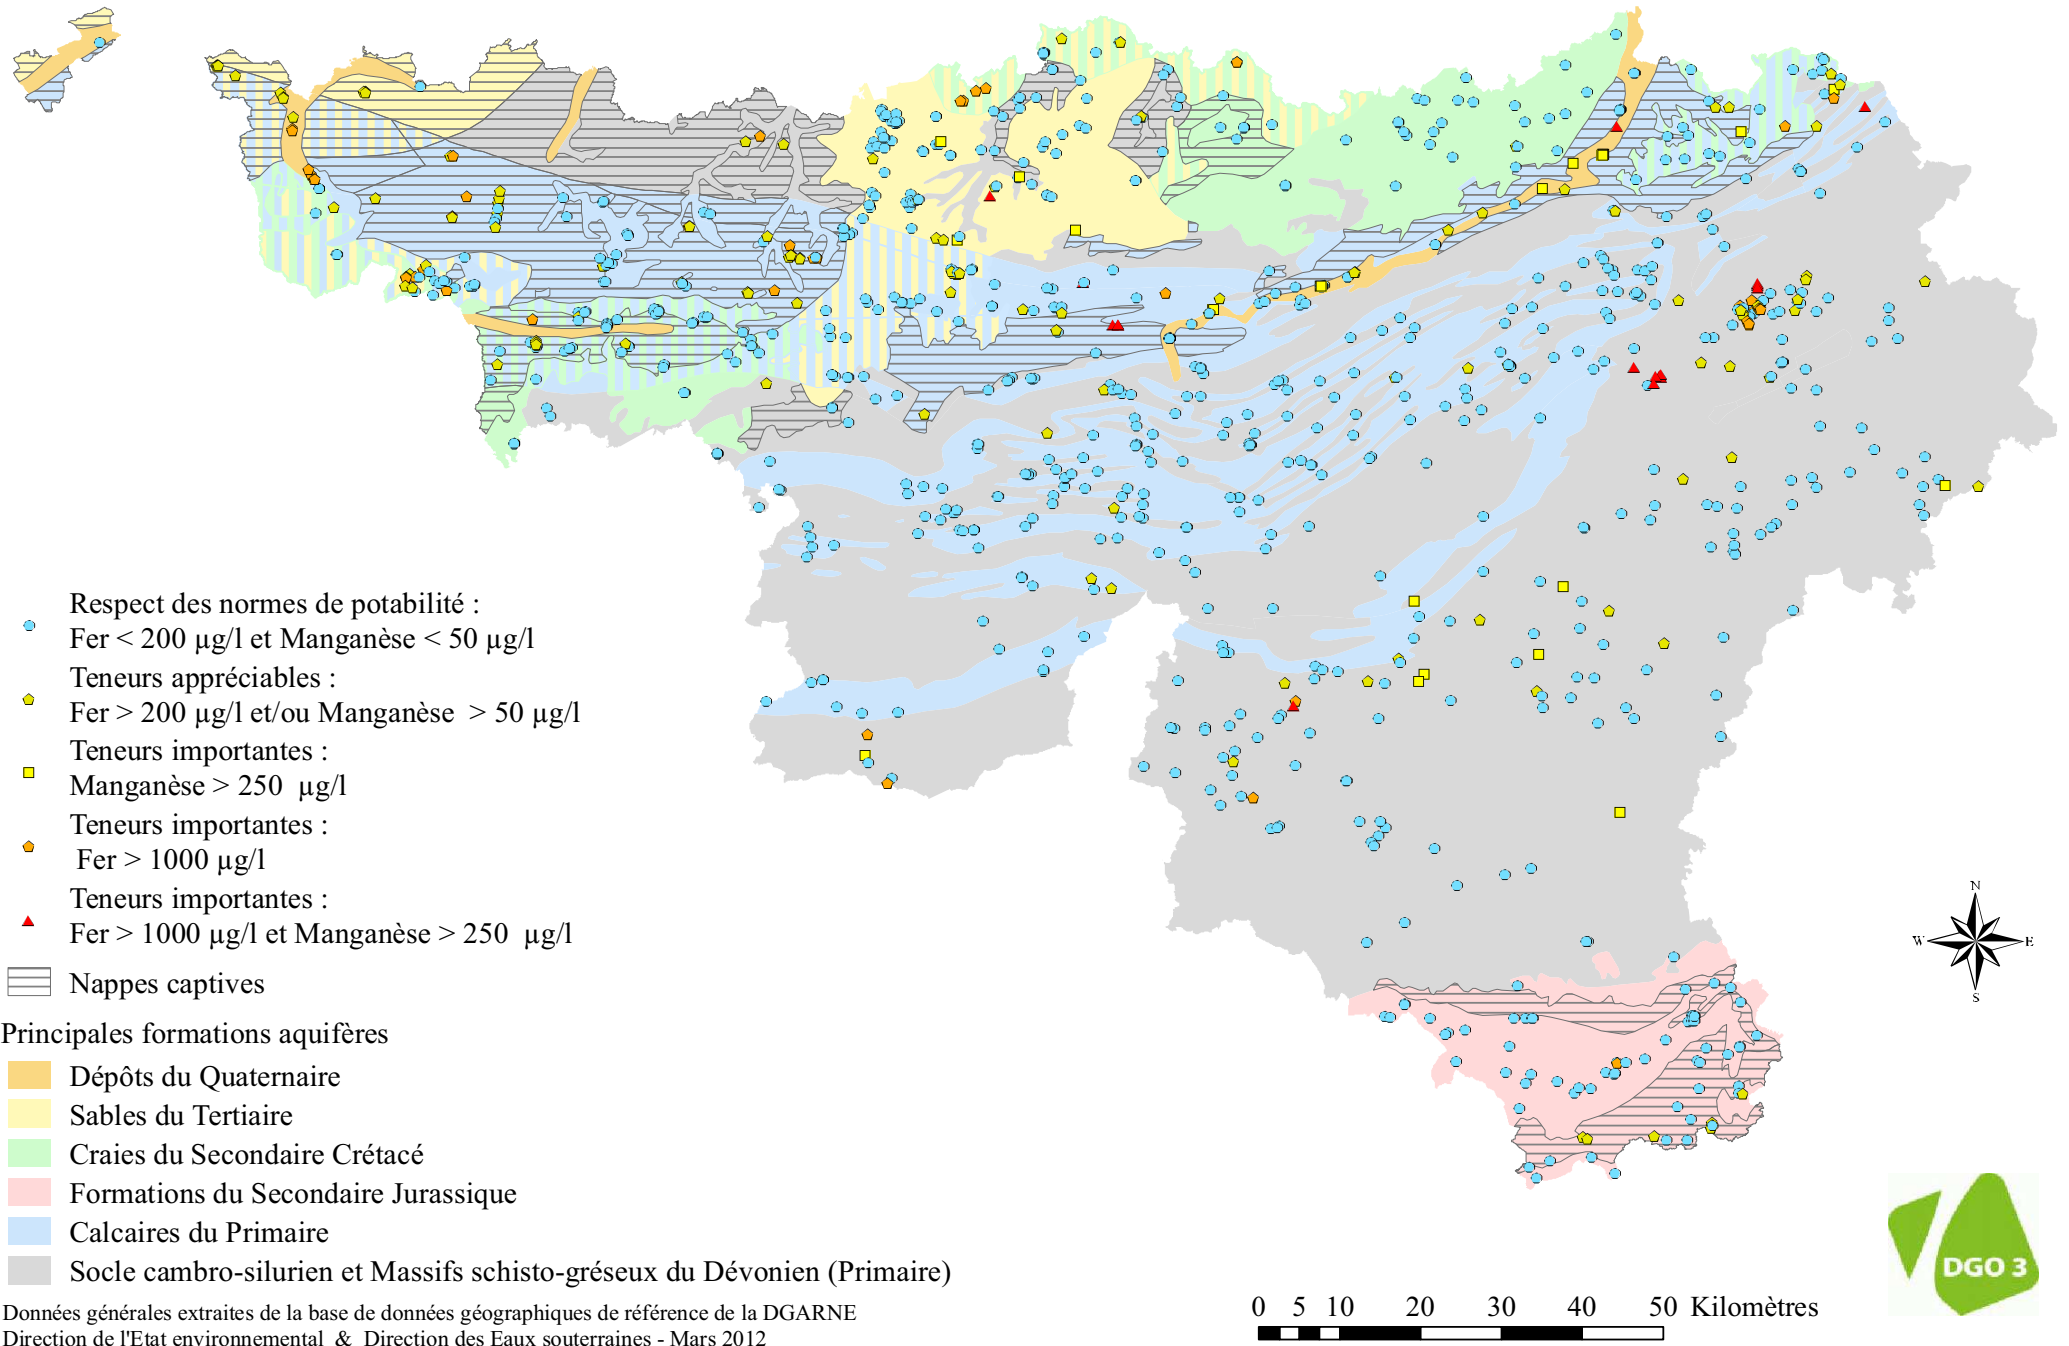 Respect des normes de potabilité :
Fer < 200 µg/l et Manganèse < 50 µg/l
Teneurs appréciables :
Fer > 200 µg/l et/ou Manganèse > 50 µg/l
Teneurs importantes :
Manganèse > 250 µg/l
Teneurs importantes :
Fer > 1000 µg/l
Teneurs importantes :
Fer > 1000 µg/l et Manganèse > 250 µg/l
Nappes captives
Principales formations aquifères
Dépôts du Quaternaire
Sables du Tertiaire
Craies du Secondaire Crétacé
Formations du Secondaire Jurassique
Calcaires du Primaire
Socle cambro-silurien et Massifs schisto-gréseux du Dévonien (Primaire)
Données générales extraites de la base de données géographiques de référence de la DGARNE
Direction de l'Etat environnemental & Direction des Eaux souterraines - Mars 2012
N
W E
S
DGO 3
0 5 10 20 30 40 50 Kilomètres